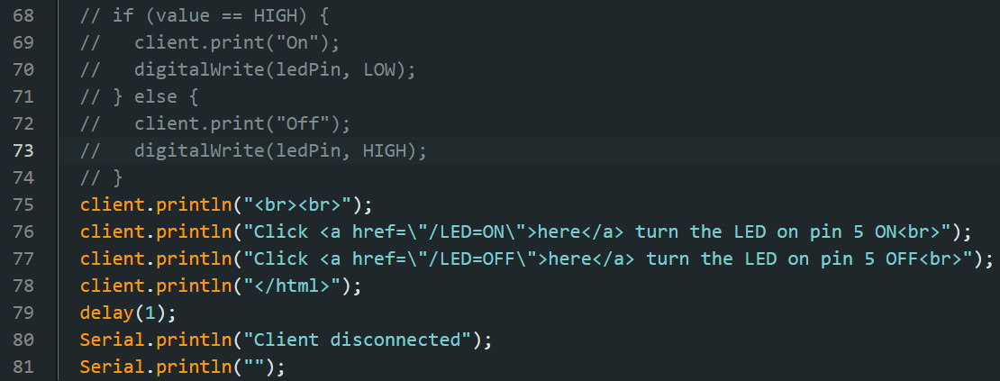 68 // if (value == HIGH) {
69 //   client.print("On");
70 //   digitalWrite(ledPin, LOW);
71 // } else {
72 //   client.print("Off");
73 //   digitalWrite(ledPin, HIGH);
74 // }
75 client.println("<br><br>");
76 client.println("Click <a href=\"/LED=ON\">here</a> turn the LED on pin 5 ON<br>");
77 client.println("Click <a href=\"/LED=OFF\">here</a> turn the LED on pin 5 OFF<br>");
78 client.println("</html>");
79 delay(1);
80 Serial.println("Client disconnected");
81 Serial.println("");